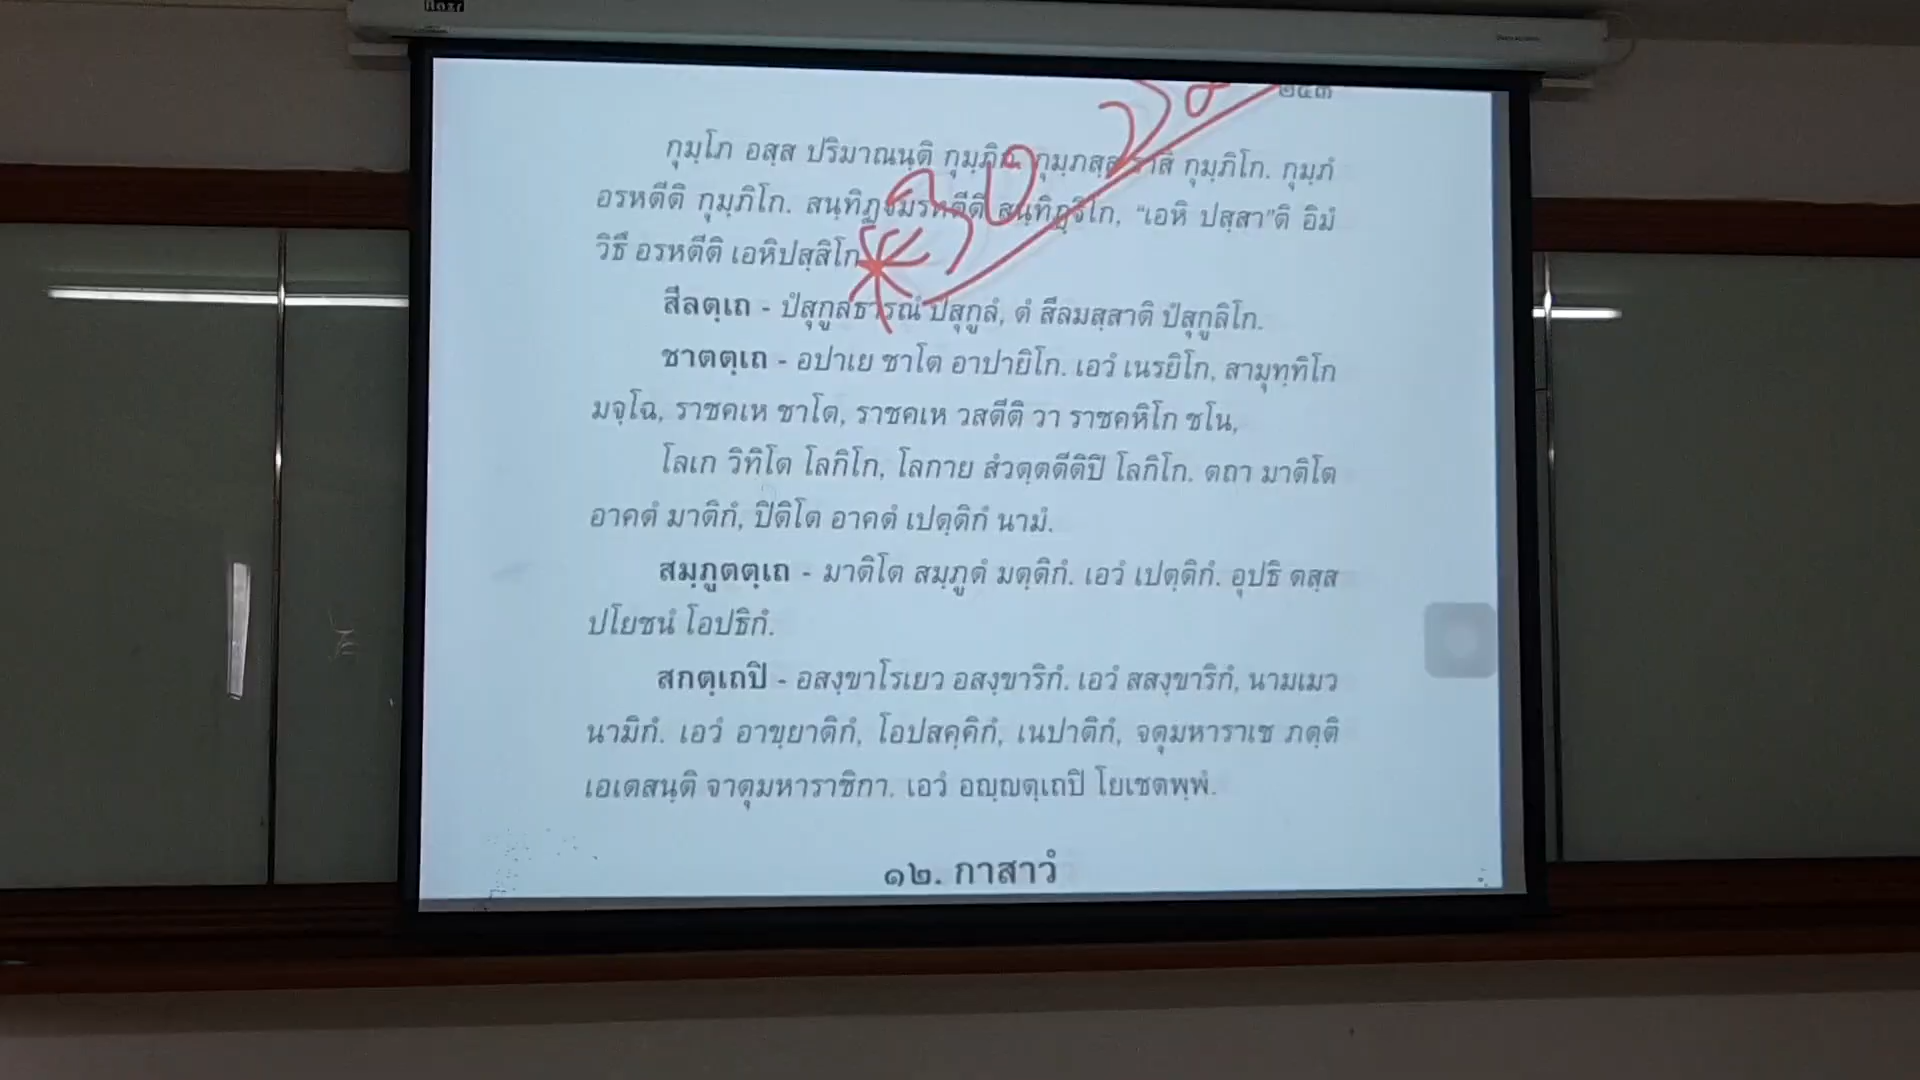 ๒๔๓
กุมฺโภ อสฺส ปริมาณนฺติ กุมฺภิก กุมฺภสฺส ราสิ กุมฺภิโก. กุมฺภํ
อรหตีติ กุมฺภิโก. สนฺทิฏฺฐมรหตีติ สนฺทิฏฺฐิโก, “เอหิ ปสฺสา”ติ อิมํ
วิธึ อรหตีติ เอหิปสฺสิโก
สีลตฺเถ - ปํสุกูลธารณํ ปํสุกูลํ, ตํ สีลมสฺสาติ ปํสุกูลิโก.
ชาตตฺเถ - อปาเย ชาโต อาปายิโก. เอวํ เนรยิโก, สามุทฺทิโก
มจฺโฉ, ราชคเห ชาโต, ราชคเห วสตีติ วา ราชคหิโก ชโน,
โลเก วิทิโต โลกิโก, โลกาย สํวตฺตตีติปิ โลกิโก. ตถา มาติโต
อาคตํ มาติกํ, ปิติโต อาคตํ เปตฺติกํ นามํ.
สมฺภูตตฺเถ - มาติโต สมฺภูตํ มตฺติกํ. เอวํ เปตฺติกํ. อุปธิ ตสฺส
ปโยชนํ โอปธิกํ.
สกตฺเถปิ - อสงฺขาโรเยว อสงฺขาริกํ. เอวํ สสงฺขาริกํ, นามเมว
นามิกํ. เอวํ อาขฺยาติกํ, โอปสคฺคิกํ, เนปาติกํ, จตุมหาราเช ภตฺติ
เอเตสนฺติ จาตุมหาราชิกา. เอวํ อญฺญตฺเถปิ โยเชตพฺพํ.
๑๒. กาสาวํ